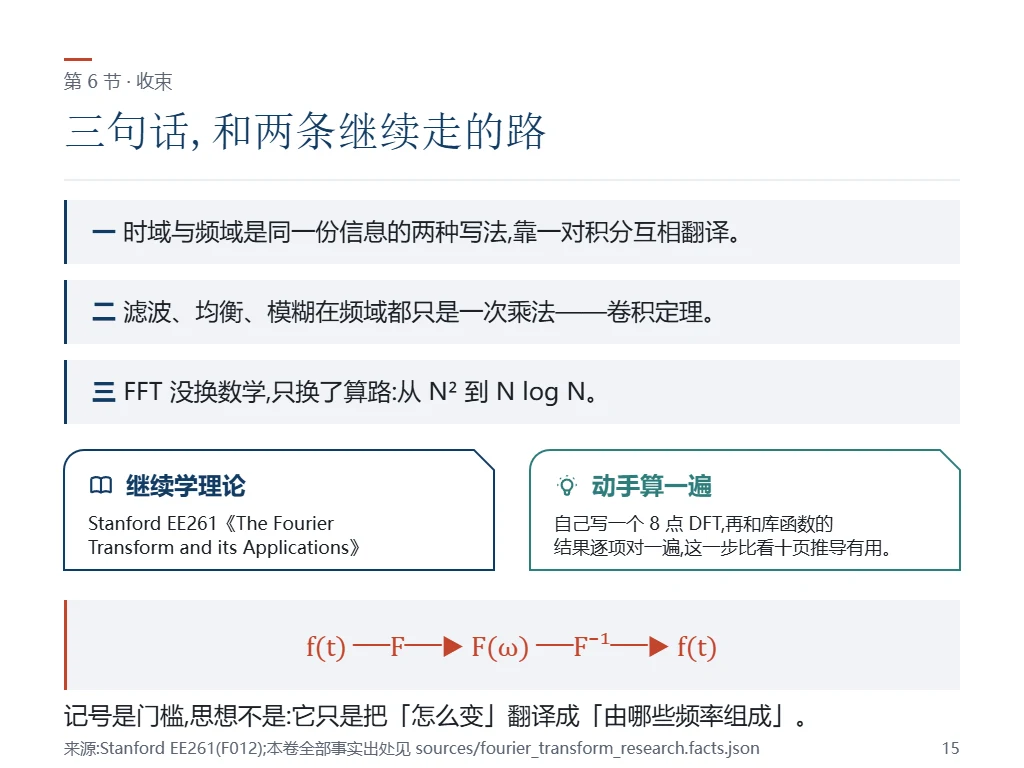 第 6 节 · 收束
三句话, 和两条继续走的路
一 时域与频域是同一份信息的两种写法,靠一对积分互相翻译。
二 滤波、均衡、模糊在频域都只是一次乘法——卷积定理。
三 FFT 没换数学,只换了算路:从 N² 到 N log N。
继续学理论
Stanford EE261《The Fourier
Transform and its Applications》
动手算一遍
自己写一个 8 点 DFT,再和库函数的
结果逐项对一遍,这一步比看十页推导有用。
f(t) ──F──▶ F(ω) ──F⁻¹──▶ f(t)
记号是门槛,思想不是:它只是把「怎么变」翻译成「由哪些频率组成」。
来源:Stanford EE261(F012);本卷全部事实出处见 sources/fourier_transform_research.facts.json
15